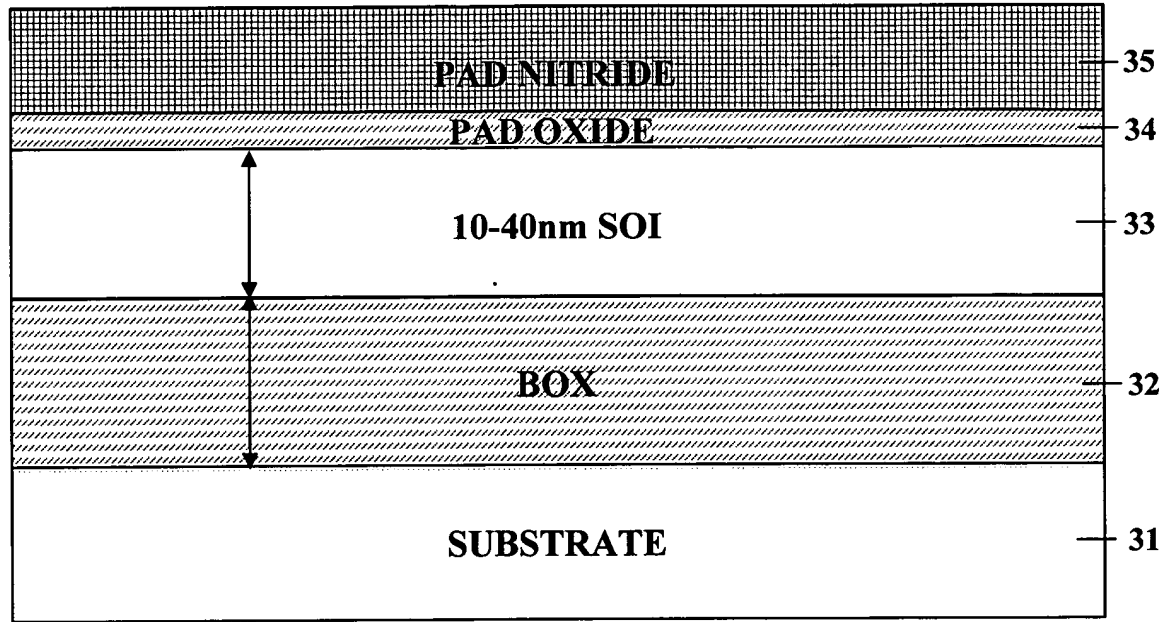 PAD NITRIDE 35
PAD OXIDE 34
10-40nm SOI 33
BOX 32
SUBSTRATE 31